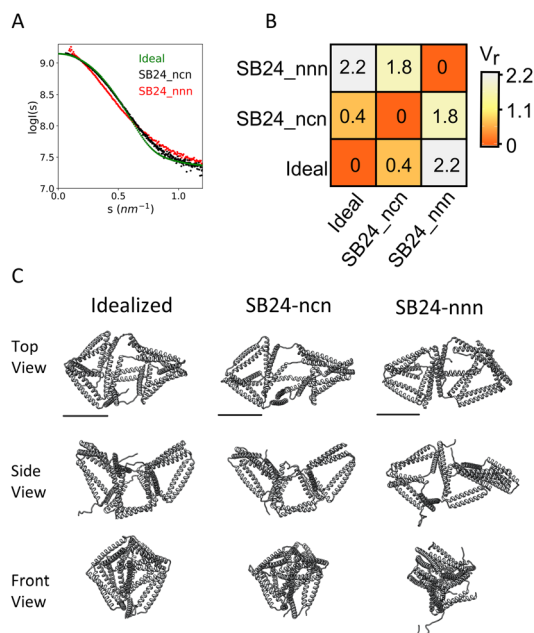 A
Ideal
SB24_ncn
SB24_nnn
9.0
8.5
8.0
7.5
7.0
logI(s)
0.0 0.5 1.0
s (nm⁻¹)
B
SB24_nnn 2.2 1.8 0
SB24_ncn 0.4 0 1.8
Ideal 0 0.4 2.2
Ideal SB24_ncn SB24_nnn
Vr
2.2
1.1
0
C
Idealized SB24-ncn SB24-nnn
Top
View
Side
View
Front
View